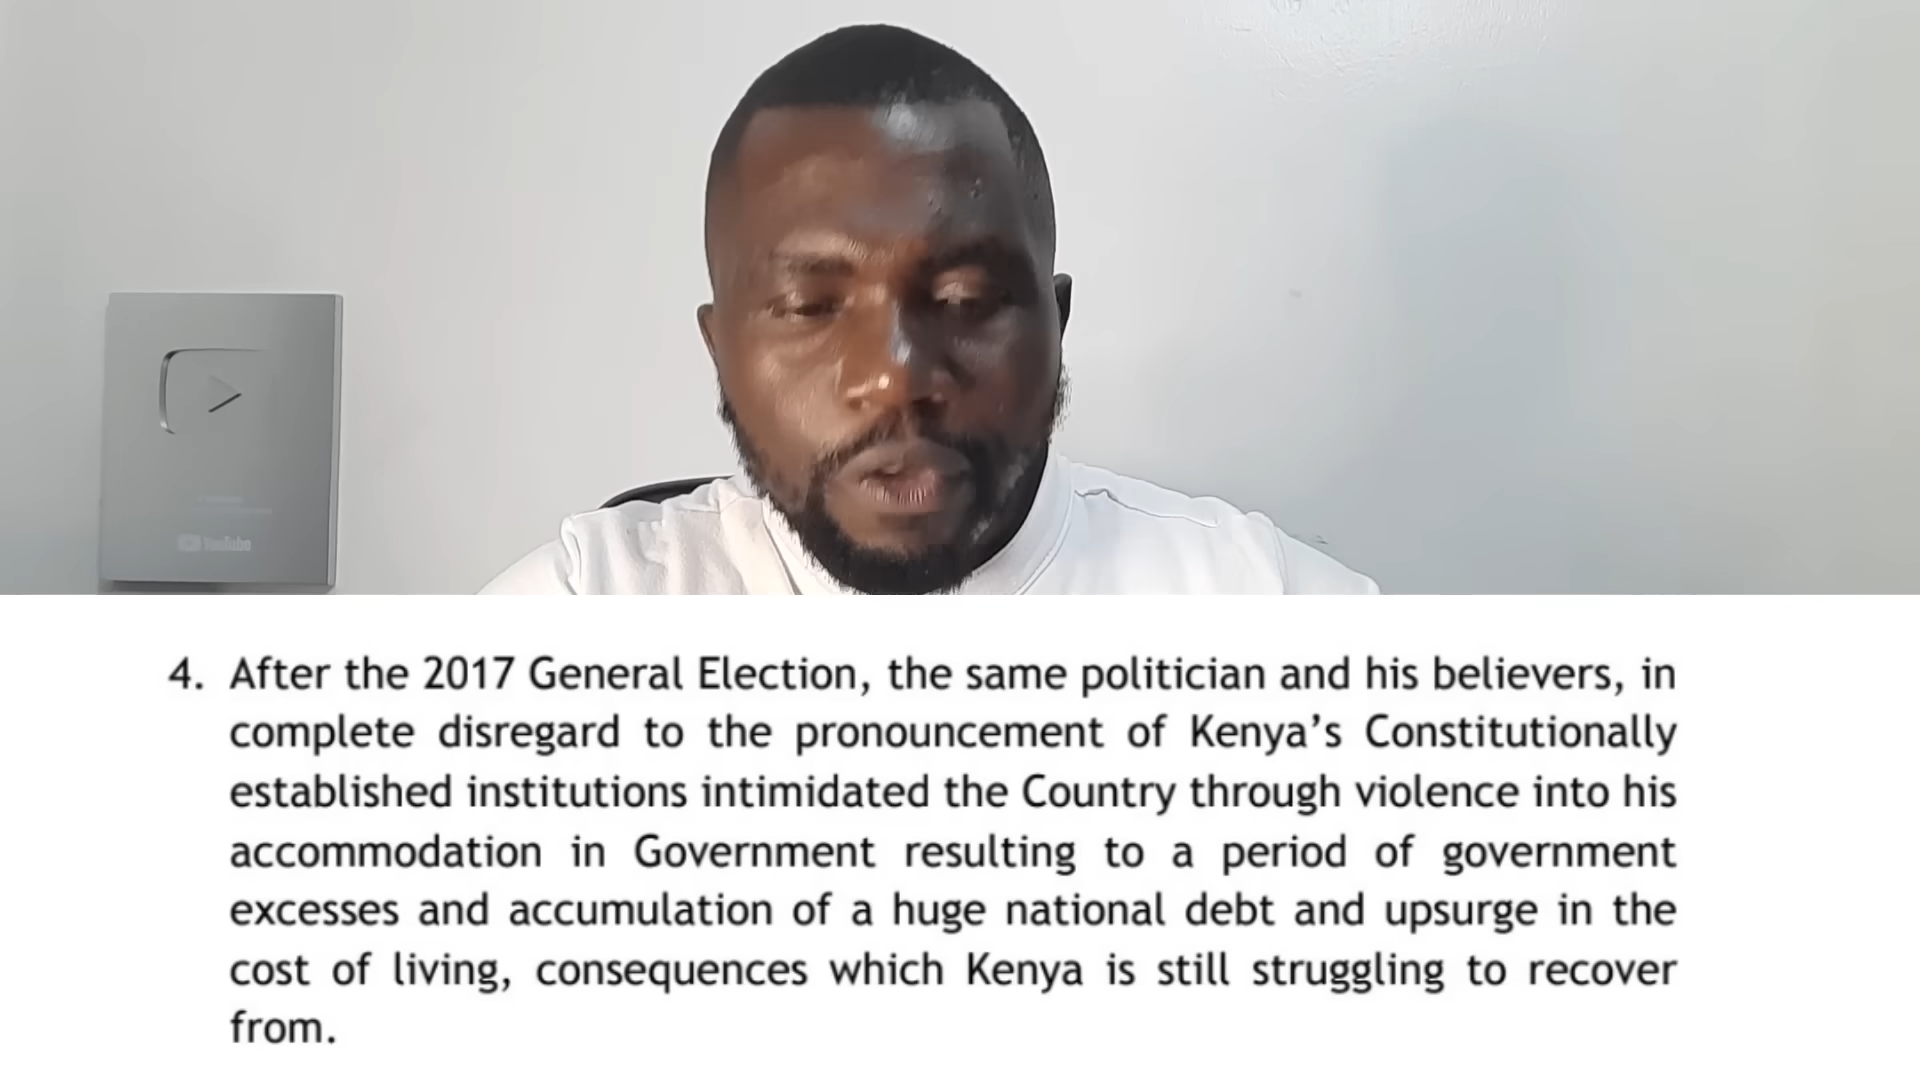 YouTube
4. After the 2017 General Election, the same politician and his believers, in
complete disregard to the pronouncement of Kenya's Constitutionally
established institutions intimidated the Country through violence into his
accommodation in Government resulting to a period of government
excesses and accumulation of a huge national debt and upsurge in the
cost of living, consequences which Kenya is still struggling to recover
from.